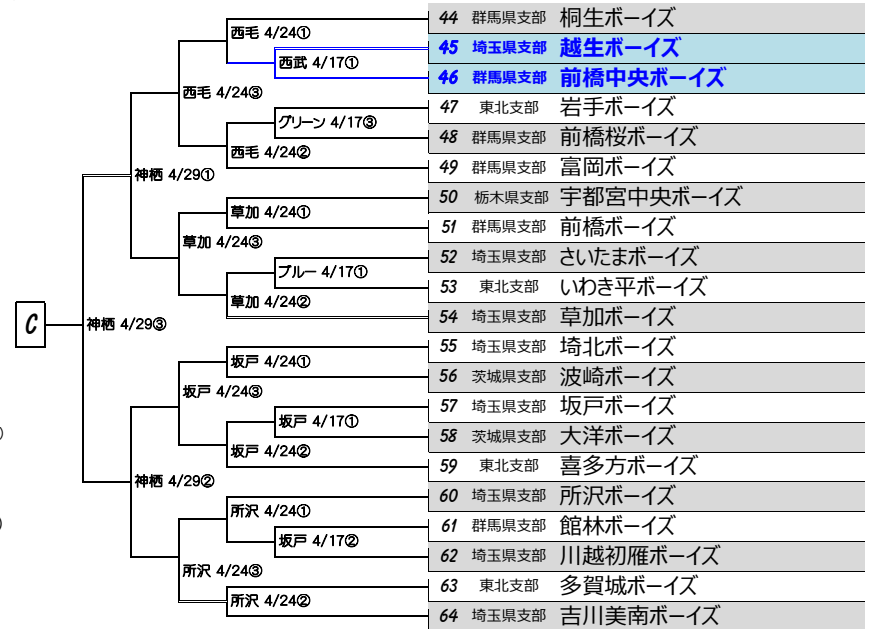 44 群馬県支部 桐生ボーイズ
西毛 4/24①
45 埼玉県支部 越生ボーイズ
西武 4/17①
46 群馬県支部 前橋中央ボーイズ
西毛 4/24③
47 東北支部 岩手ボーイズ
グリーン 4/17③
48 群馬県支部 前橋桜ボーイズ
西毛 4/24②
49 群馬県支部 富岡ボーイズ
神栖 4/29①
50 栃木県支部 宇都宮中央ボーイズ
草加 4/24①
51 群馬県支部 前橋ボーイズ
草加 4/24③
52 埼玉県支部 さいたまボーイズ
ブルー 4/17①
53 東北支部 いわき平ボーイズ
草加 4/24②
54 埼玉県支部 草加ボーイズ
C
神栖 4/29③
55 埼玉県支部 埼北ボーイズ
坂戸 4/24①
56 茨城県支部 波崎ボーイズ
坂戸 4/24③
57 埼玉県支部 坂戸ボーイズ
坂戸 4/17①
58 茨城県支部 大洋ボーイズ
坂戸 4/24②
59 東北支部 喜多方ボーイズ
神栖 4/29②
60 埼玉県支部 所沢ボーイズ
所沢 4/24①
61 群馬県支部 館林ボーイズ
坂戸 4/17②
62 埼玉県支部 川越初雁ボーイズ
所沢 4/24③
63 東北支部 多賀城ボーイズ
所沢 4/24②
64 埼玉県支部 吉川美南ボーイズ